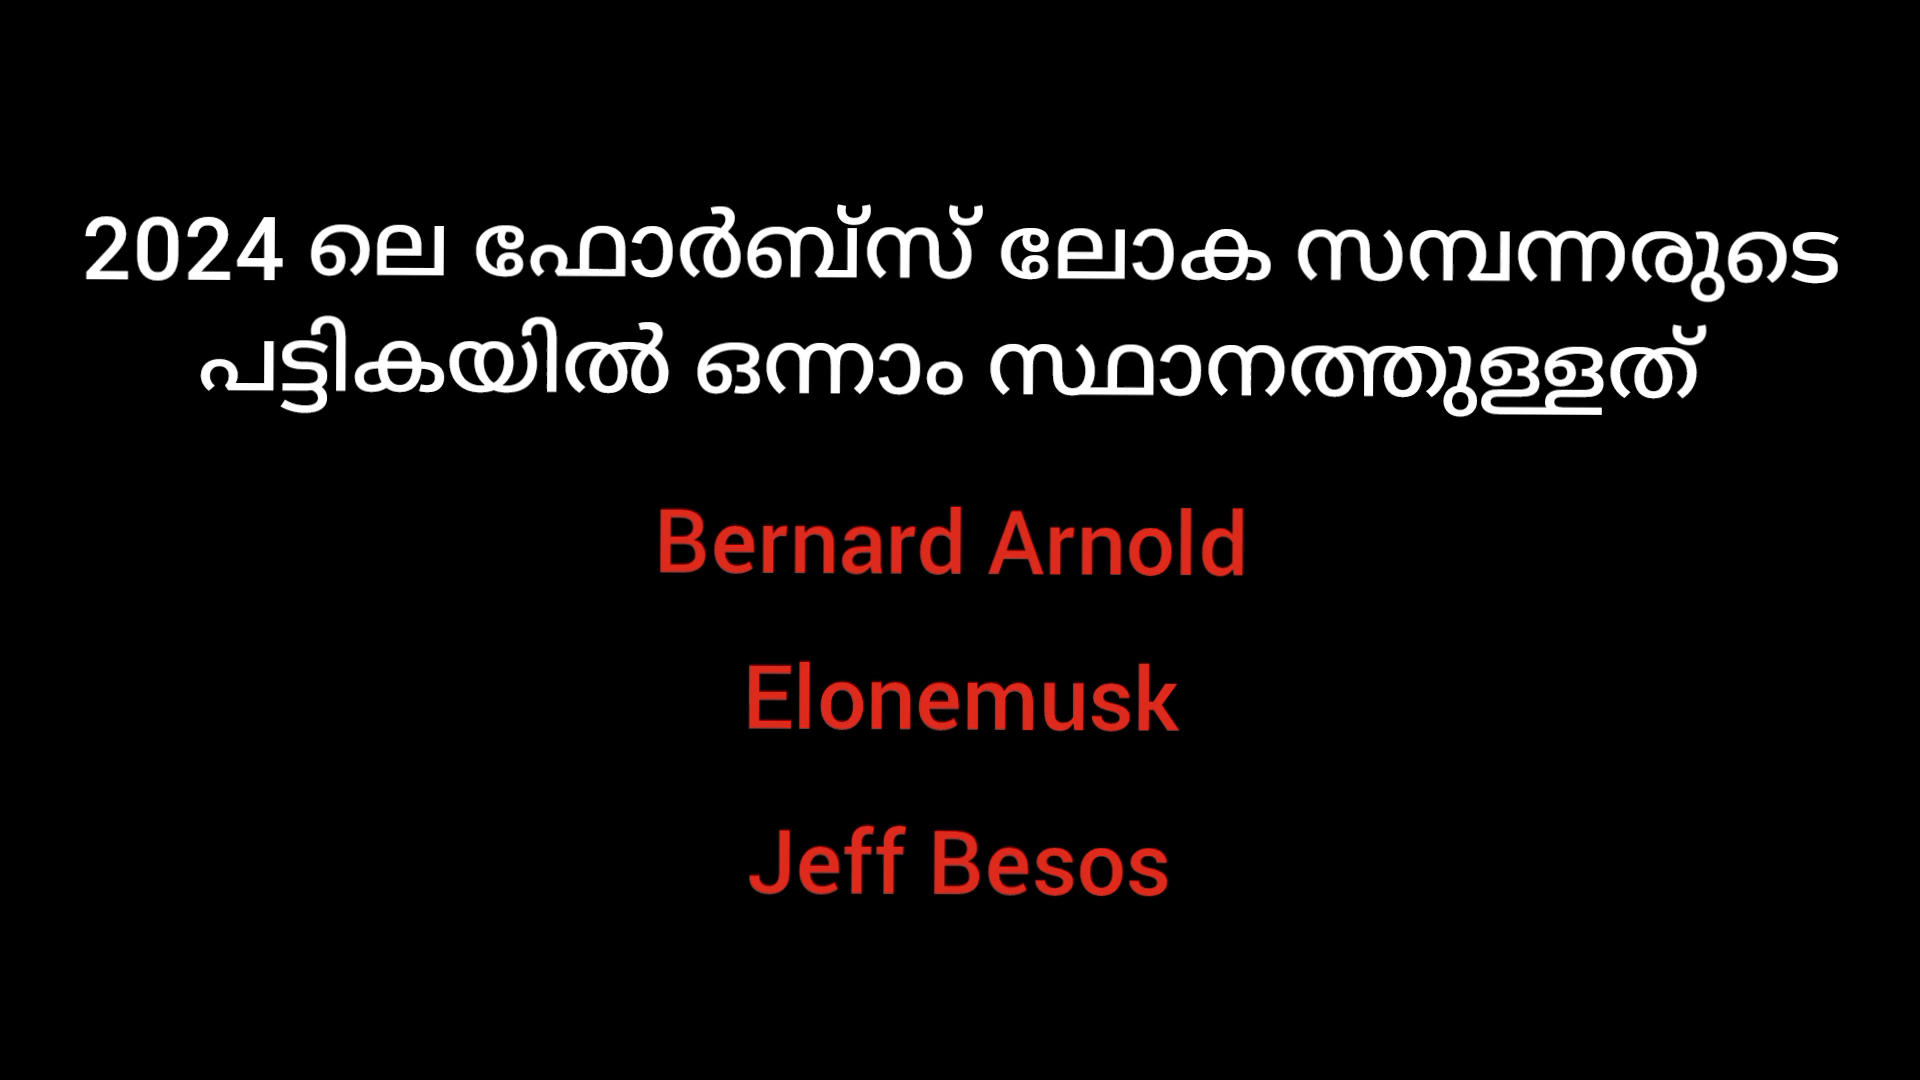 2024 ലെ ഫോർബ്സ് ലോക സമ്പന്നരുടെ
പട്ടികയിൽ ഒന്നാം സ്ഥാനത്തുള്ളത്
Bernard Arnold
Elonemusk
Jeff Besos